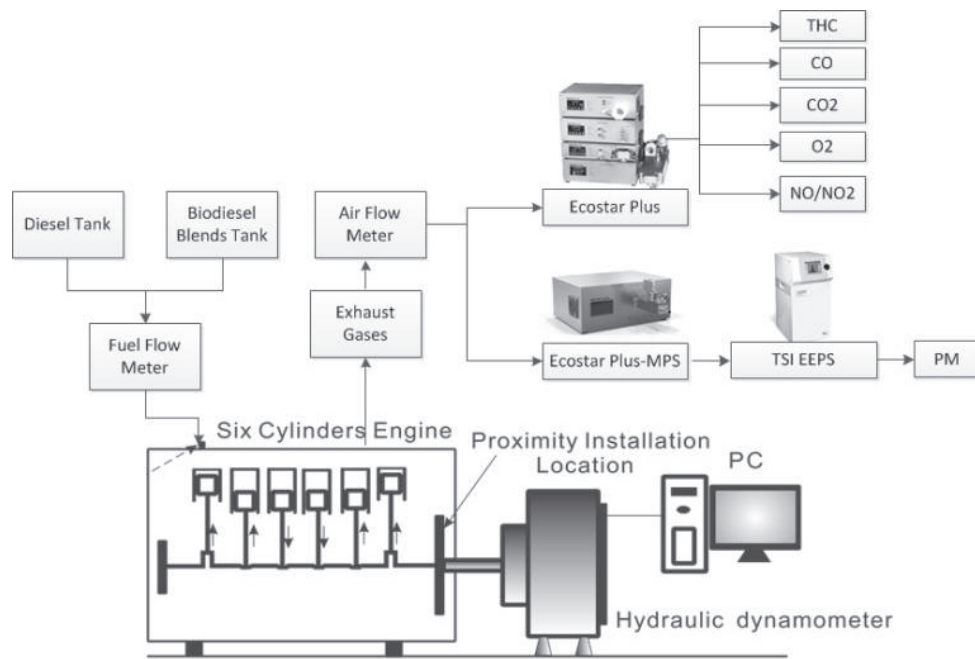 THC
CO
CO2
O2
NO/NO2
Ecostar Plus
Diesel Tank
Biodiesel
Blends Tank
Air Flow
Meter
Exhaust
Gases
Fuel Flow
Meter
Ecostar Plus-MPS
TSI EEPS
PM
Six Cylinders Engine
Proximity Installation
Location
PC
Hydraulic dynamometer